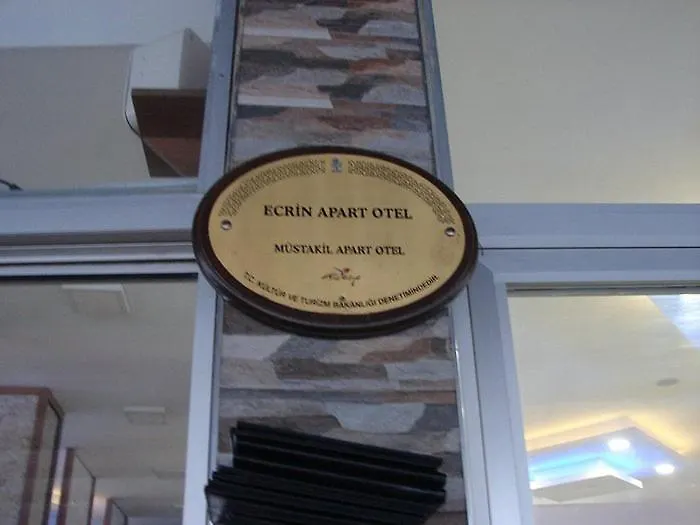 ECRİN APART OTEL
MÜSTAKİL APART OTEL
T.C. KÜLTÜR VE TURİZM BAKANLIĞI DENETİMİNDEDİR.